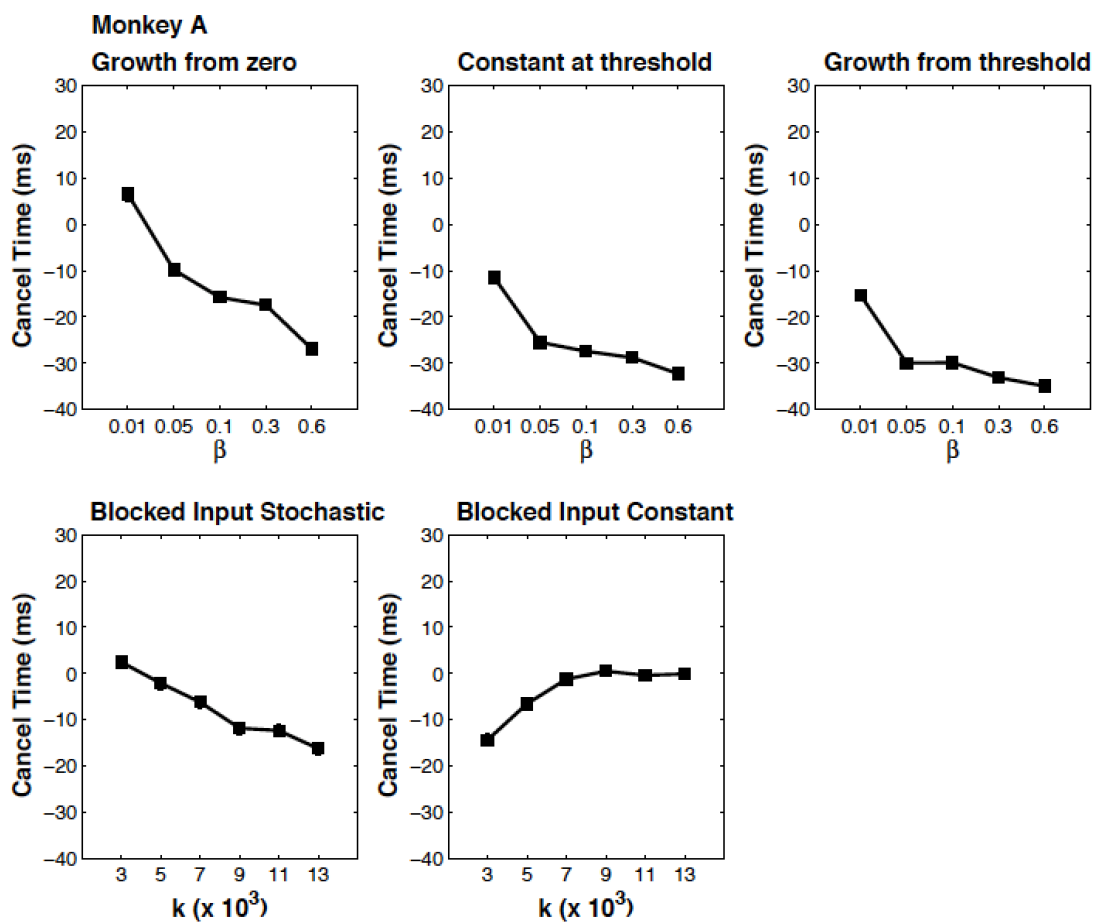 Monkey A
Growth from zero
Constant at threshold
Growth from threshold
Cancel Time (ms)
30
20
10
0
−10
−20
−30
−40
0.01 0.05 0.1 0.3 0.6
β
Cancel Time (ms)
30
20
10
0
−10
−20
−30
−40
0.01 0.05 0.1 0.3 0.6
β
Cancel Time (ms)
30
20
10
0
−10
−20
−30
−40
0.01 0.05 0.1 0.3 0.6
β
Blocked Input Stochastic
Blocked Input Constant
Cancel Time (ms)
30
20
10
0
−10
−20
−30
−40
3 5 7 9 11 13
k (x 10³)
Cancel Time (ms)
30
20
10
0
−10
−20
−30
−40
3 5 7 9 11 13
k (x 10³)